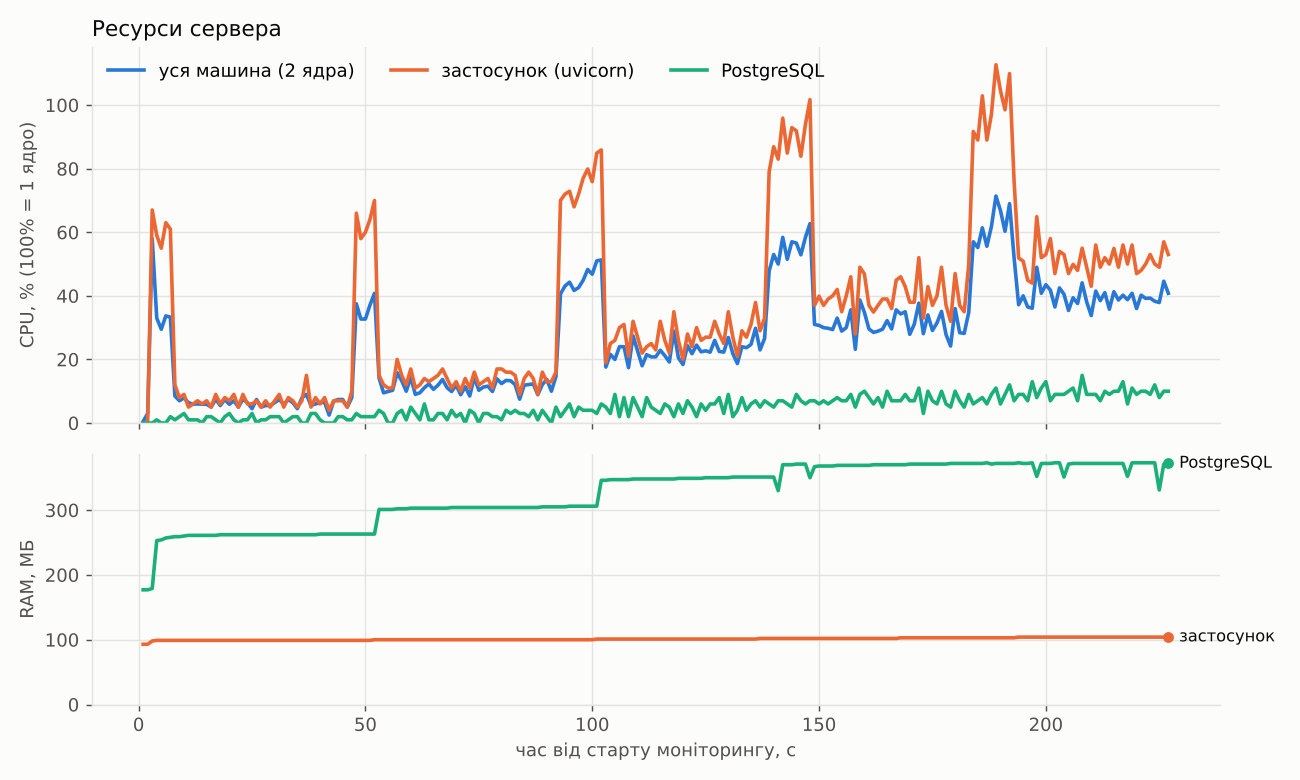 Ресурси сервера
уся машина (2 ядра)
застосунок (uvicorn)
PostgreSQL
CPU, % (100% = 1 ядро)
100
80
60
40
20
0
RAM, МБ
300
200
100
0
PostgreSQL
застосунок
0
50
100
150
200
час від старту моніторингу, с